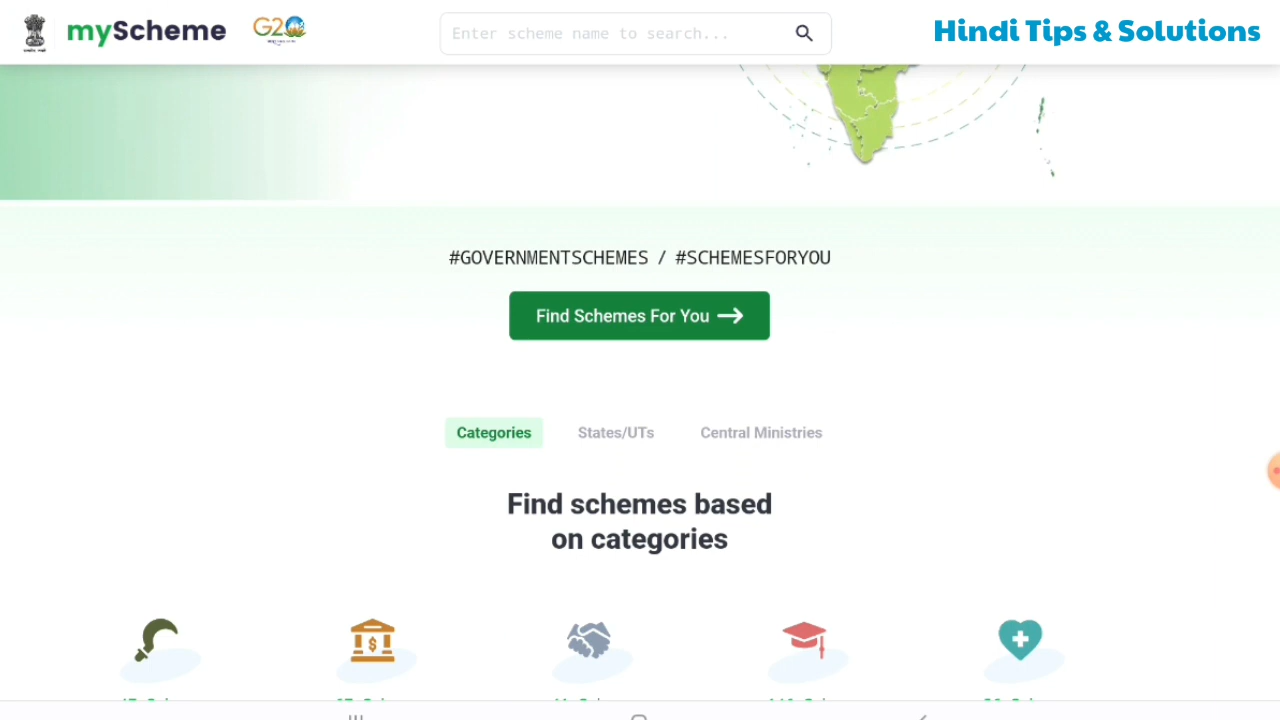 myScheme
G20
Enter scheme name to search...
Hindi Tips & Solutions
#GOVERNMENTSCHEMES / #SCHEMESFORYOU
Find Schemes For You
Categories
States/UTs
Central Ministries
Find schemes based
on categories